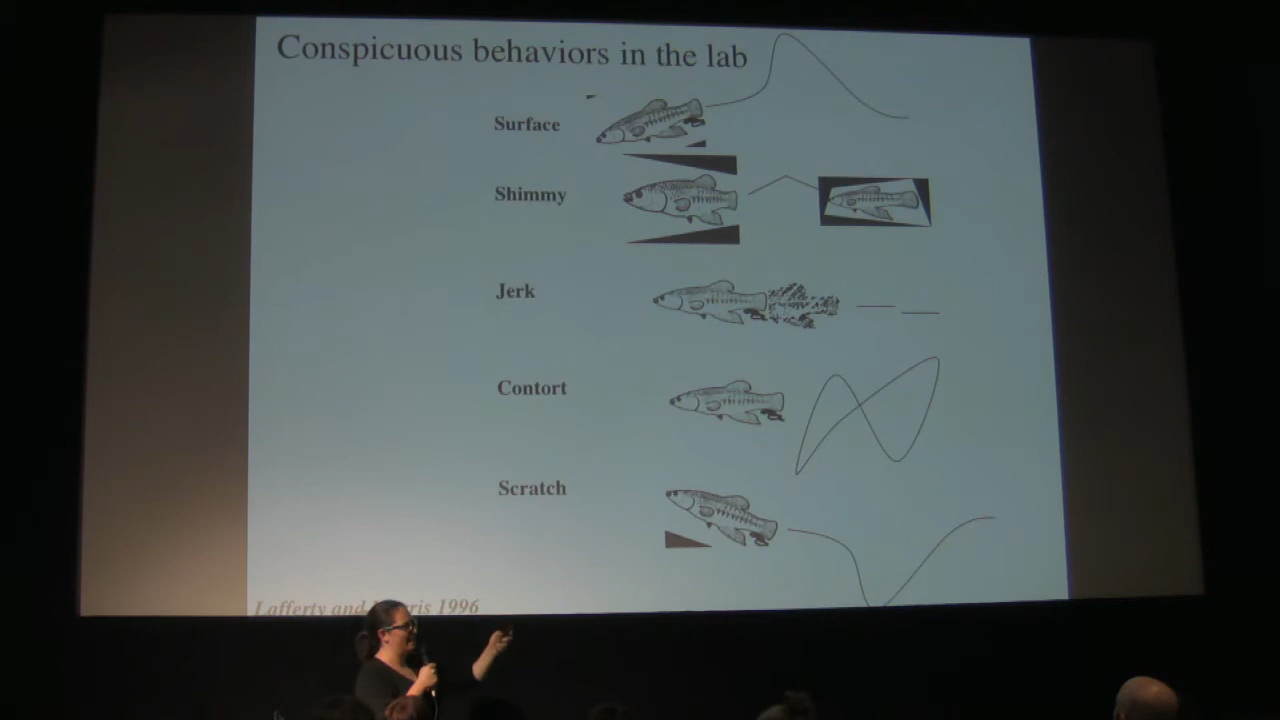 Conspicuous behaviors in the lab
Surface
Shimmy
Jerk
Contort
Scratch
Lafferty and 1996